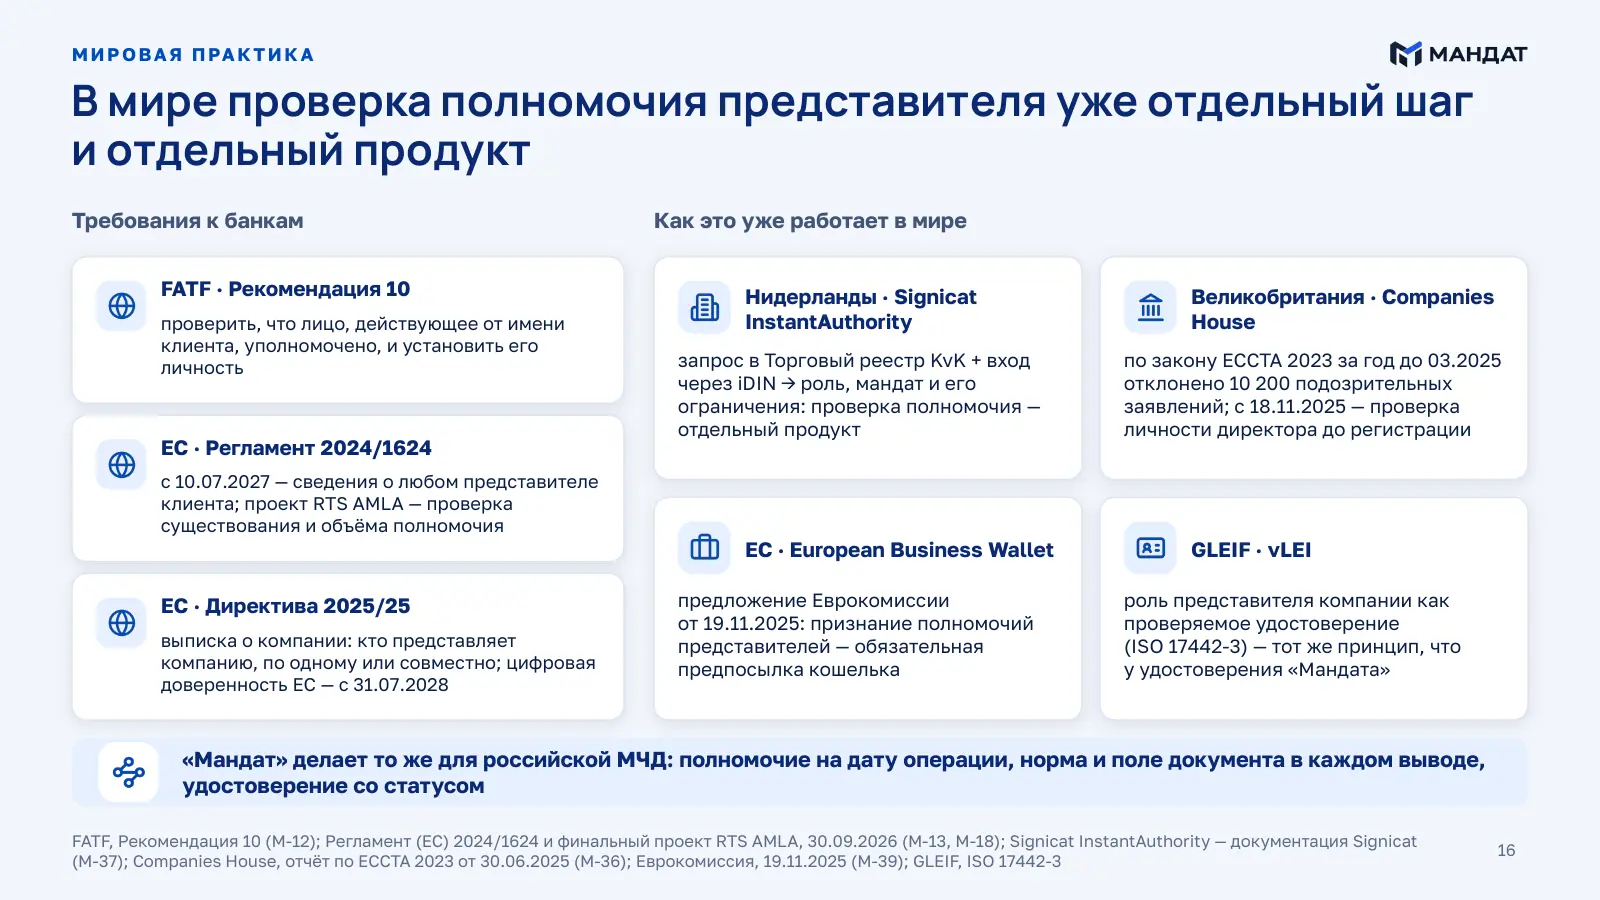 МИРОВАЯ ПРАКТИКА
МАНДАТ
В мире проверка полномочия представителя уже отдельный шаг
и отдельный продукт
Требования к банкам
FATF · Рекомендация 10
проверить, что лицо, действующее от имени
клиента, уполномочено, и установить его
личность
ЕС · Регламент 2024/1624
с 10.07.2027 — сведения о любом представителе
клиента; проект RTS AMLA — проверка
существования и объёма полномочия
ЕС · Директива 2025/25
выписка о компании: кто представляет
компанию, по одному или совместно; цифровая
доверенность ЕС — с 31.07.2028
Как это уже работает в мире
Нидерланды · Signicat
InstantAuthority
запрос в Торговый реестр KvK + вход
через iDIN → роль, мандат и его
ограничения: проверка полномочия —
отдельный продукт
Великобритания · Companies
House
по закону ECCTA 2023 за год до 03.2025
отклонено 10 200 подозрительных
заявлений; с 18.11.2025 — проверка
личности директора до регистрации
ЕС · European Business Wallet
предложение Еврокомиссии
от 19.11.2025: признание полномочий
представителей — обязательная
предпосылка кошелька
GLEIF · vLEI
роль представителя компании как
проверяемое удостоверение
(ISO 17442-3) — тот же принцип, что
у удостоверения «Мандата»
«Мандат» делает то же для российской МЧД: полномочие на дату операции, норма и поле документа в каждом выводе,
удостоверение со статусом
FATF, Рекомендация 10 (М-12); Регламент (ЕС) 2024/1624 и финальный проект RTS AMLA, 30.09.2026 (М-13, М-18); Signicat InstantAuthority — документация Signicat
(М-37); Companies House, отчёт по ECCTA 2023 от 30.06.2025 (М-36); Еврокомиссия, 19.11.2025 (М-39); GLEIF, ISO 17442-3
16